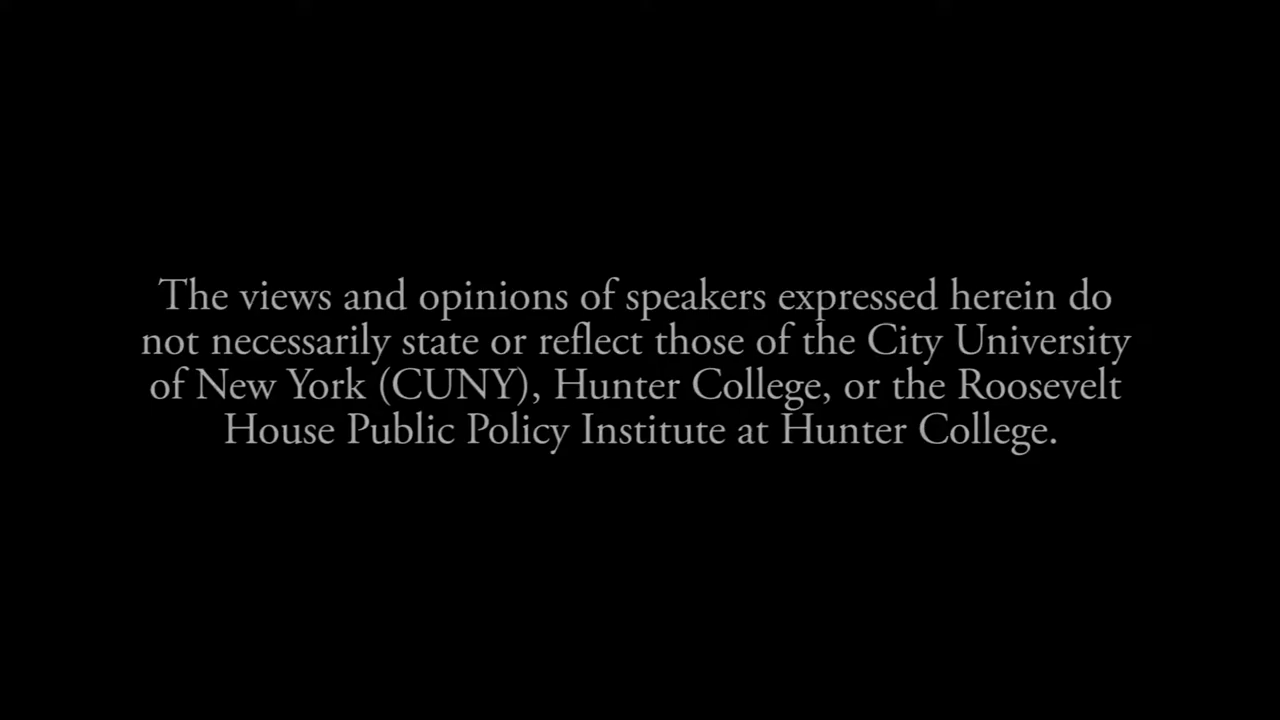 The views and opinions of speakers expressed herein do
not necessarily state or reflect those of the City University
of New York (CUNY), Hunter College, or the Roosevelt
House Public Policy Institute at Hunter College.